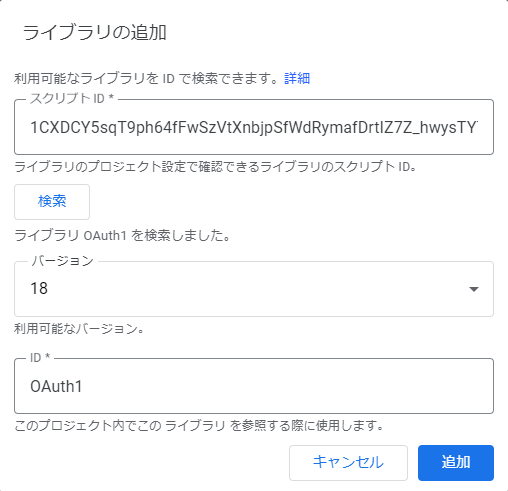 ライブラリの追加
利用可能なライブラリを ID で検索できます。詳細
スクリプト ID *
1CXDCY5sqT9ph64fFwSzVtXnbjpSfWdRymafDrtIZ7Z_hwysTY
ライブラリのプロジェクト設定で確認できるライブラリのスクリプト ID。
検索
ライブラリ OAuth1 を検索しました。
バージョン
18
利用可能なバージョン。
ID *
OAuth1
このプロジェクト内でこの ライブラリ を参照する際に使用します。
キャンセル
追加